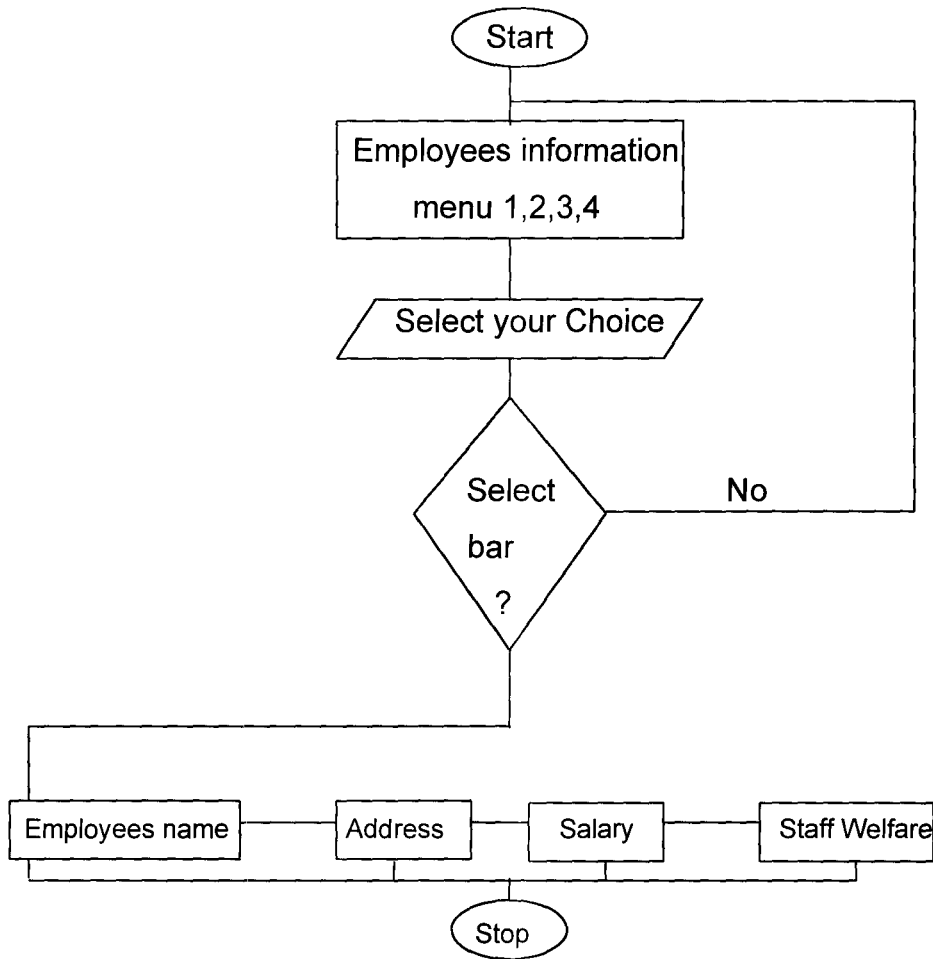 Start
Employees information
menu 1,2,3,4
Select your Choice
Select
bar
?
No
Employees name
Address
Salary
Staff Welfare
Stop